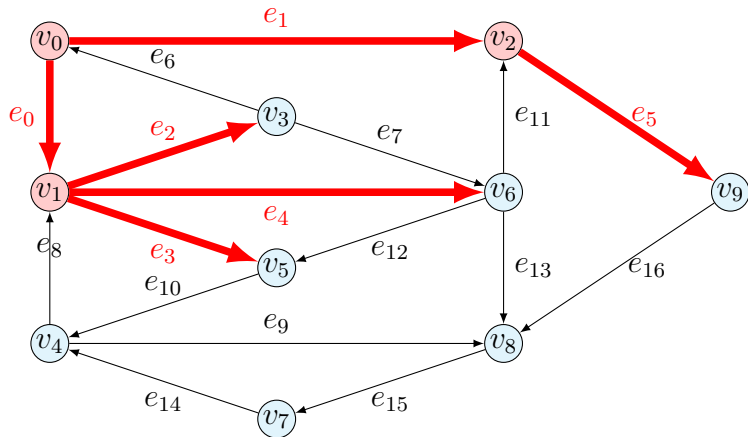 e₁
v₀
v₂
e₆
e₀
e₂
v₃
e₇
e₁₁
e₅
v₁
v₆
v₉
e₄
e₃
e₈
v₅
e₁₂
e₁₃
e₁₆
e₁₀
v₄
e₉
v₈
e₁₄
v₇
e₁₅